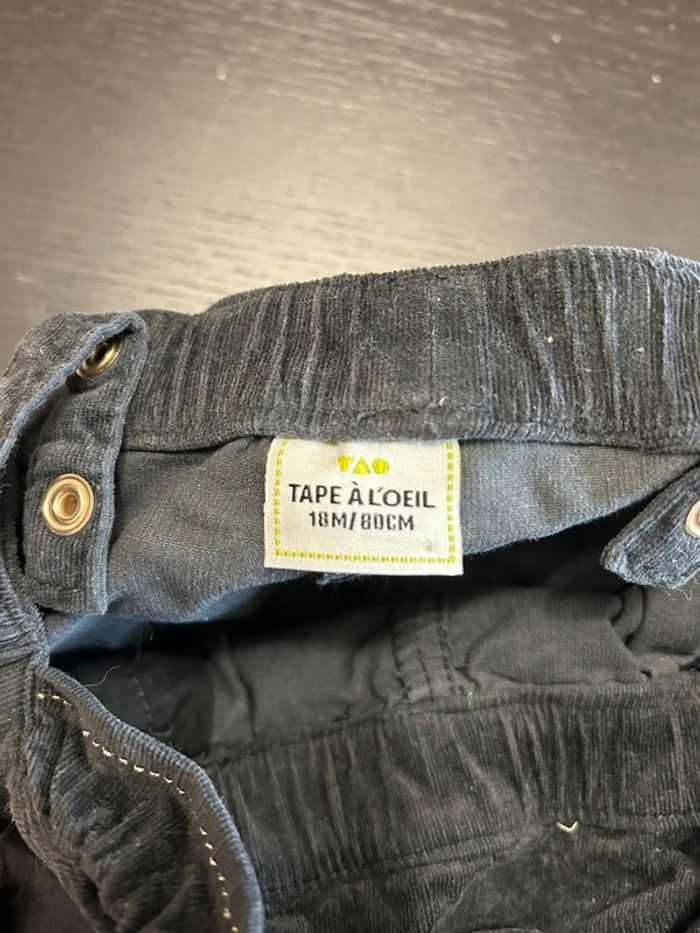 TAO
TAPE À L'OEIL
18M/80CM